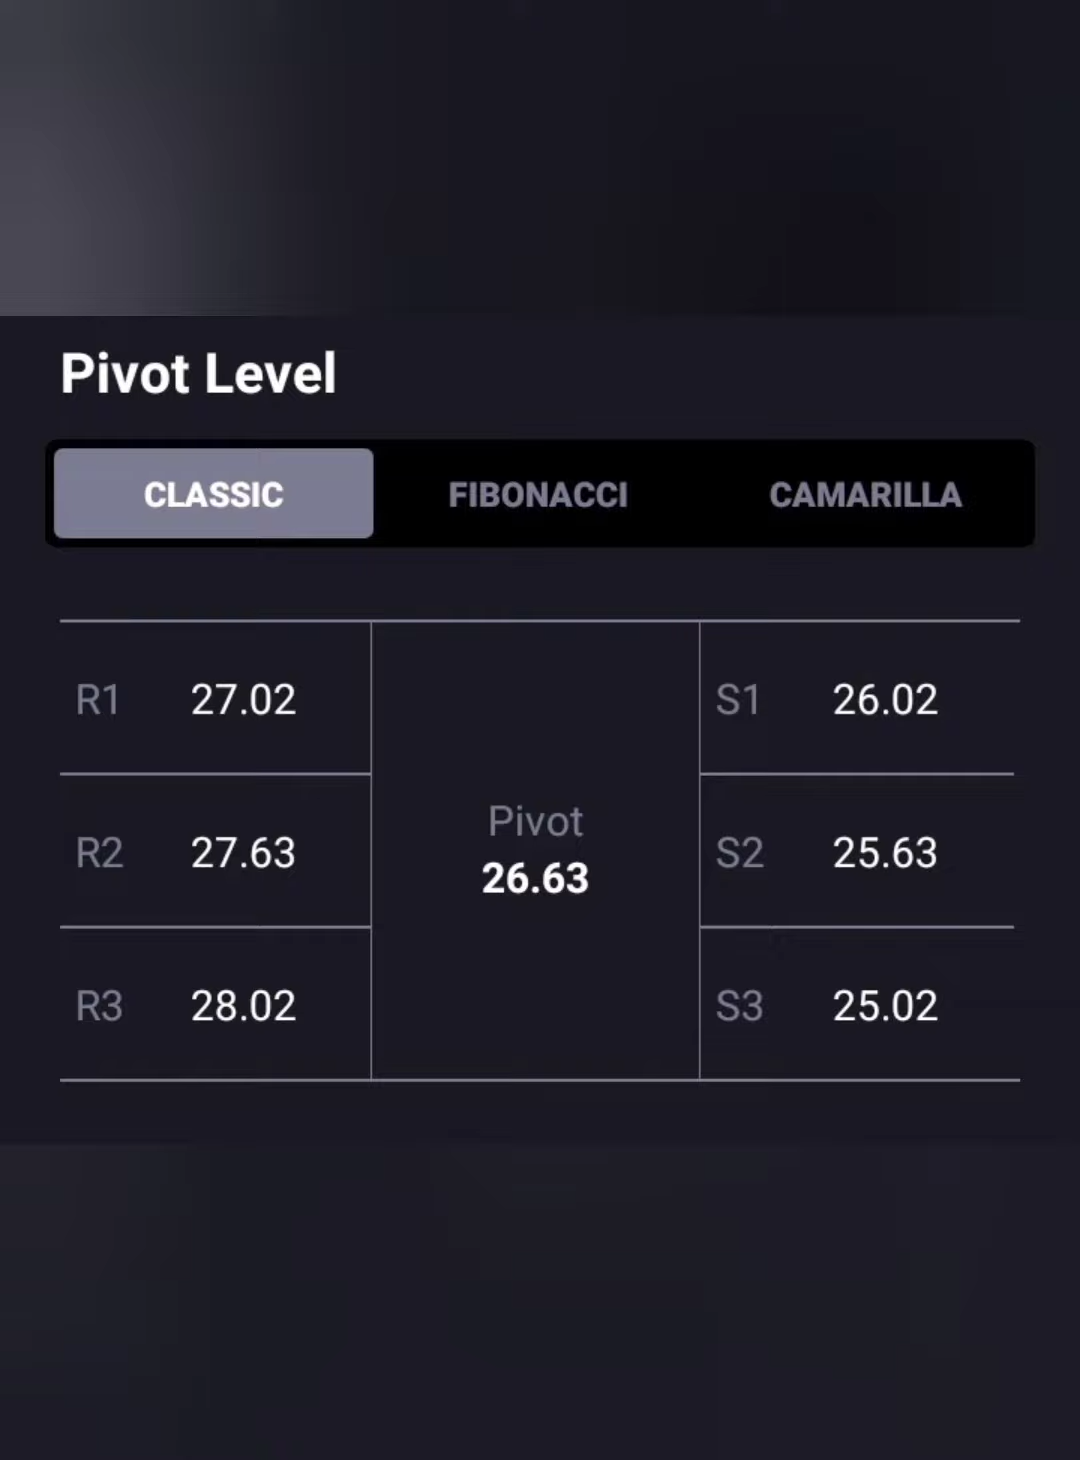 Pivot Level
CLASSIC FIBONACCI CAMARILLA
R1 27.02 S1 26.02
Pivot
R2 27.63 S2 25.63
26.63
R3 28.02 S3 25.02